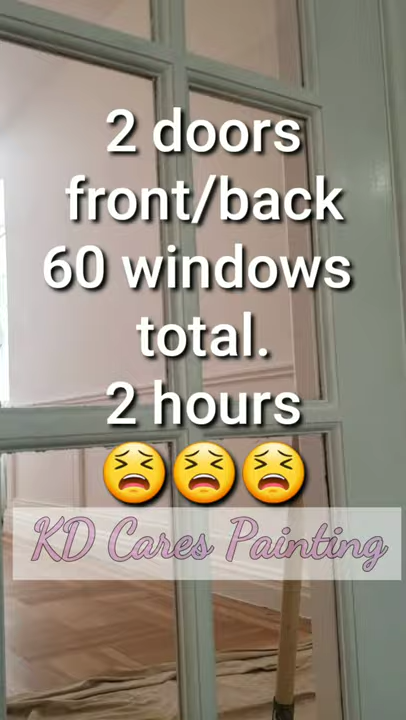 2 doors
front/back
60 windows
total.
2 hours
😫😫😫
KD Cares Painting